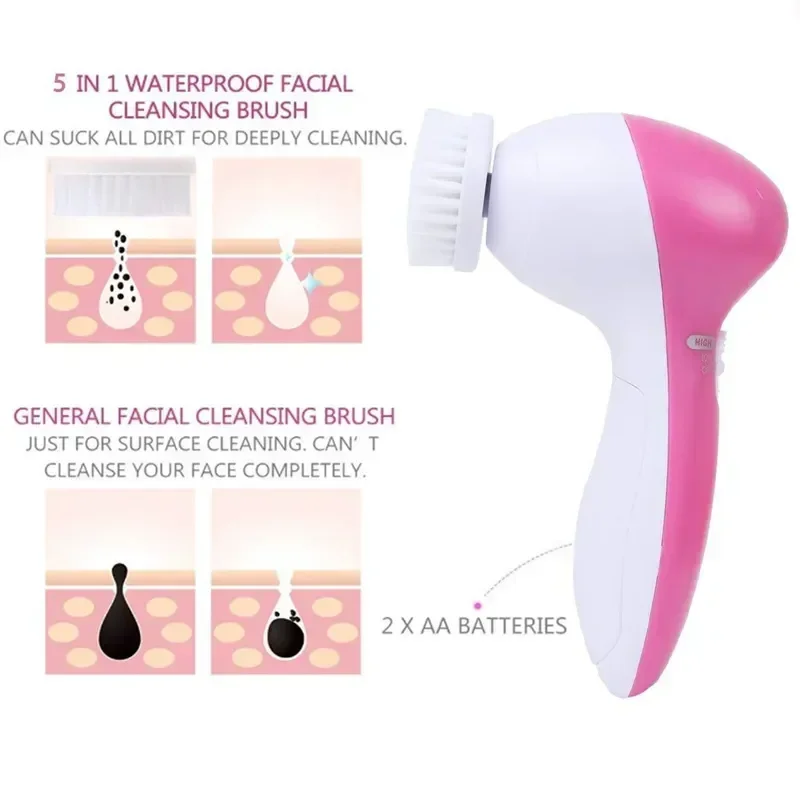 5 IN 1 WATERPROOF FACIAL
CLEANSING BRUSH
CAN SUCK ALL DIRT FOR DEEPLY CLEANING.
GENERAL FACIAL CLEANSING BRUSH
JUST FOR SURFACE CLEANING. CAN'T
CLEANSE YOUR FACE COMPLETELY.
2 X AA BATTERIES
HIGH